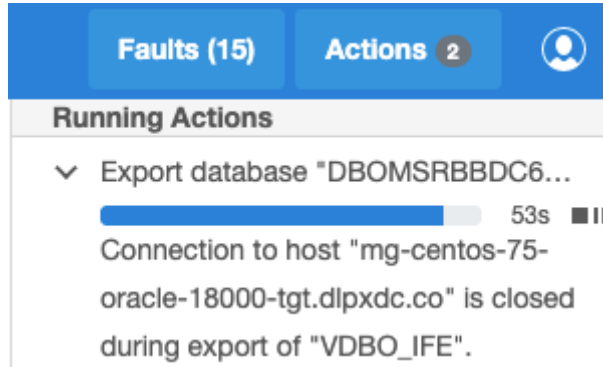 Faults (15) Actions 2
Running Actions
Export database "DBOMSRBBDC6...
53s
Connection to host "mg-centos-75-
oracle-18000-tgt.dlpxdc.co" is closed
during export of "VDBO_IFE".